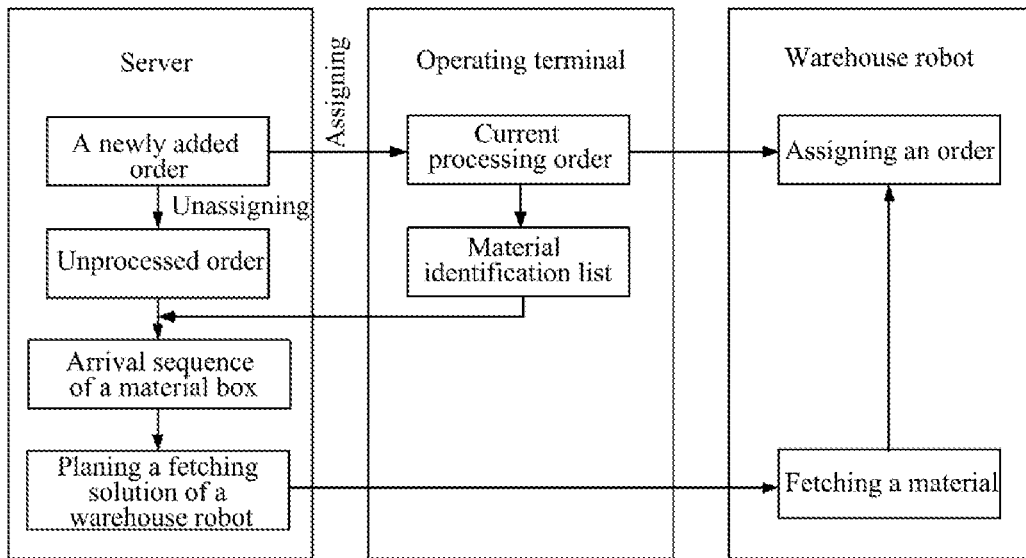 Server
Assigning
Operating terminal
Warehouse robot
A newly added
order
Current
processing order
Assigning an order
Unassigning
Unprocessed order
Material
identification list
Arrival sequence
of a material box
Planing a fetching
solution of a
warehouse robot
Fetching a material